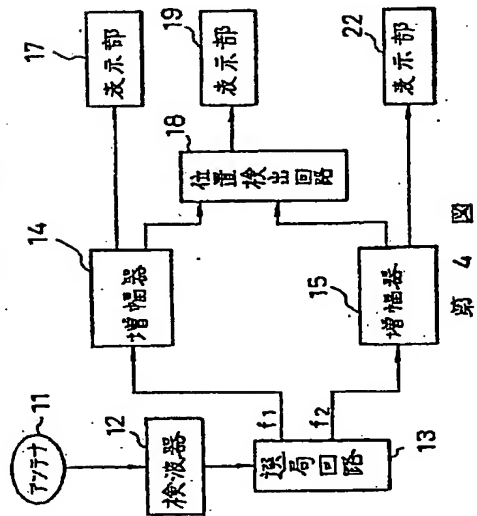 11
アンテナ
12
検波器
選局回路
13
f1
f2
14
増幅器
15
増幅器
18
位置検出回路
17
表示部
19
表示部
22
表示部
第 4 図